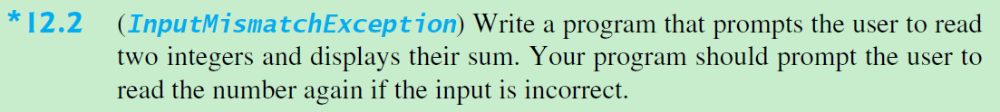 *12.2 (InputMismatchException) Write a program that prompts the user to read
two integers and displays their sum. Your program should prompt the user to
read the number again if the input is incorrect.